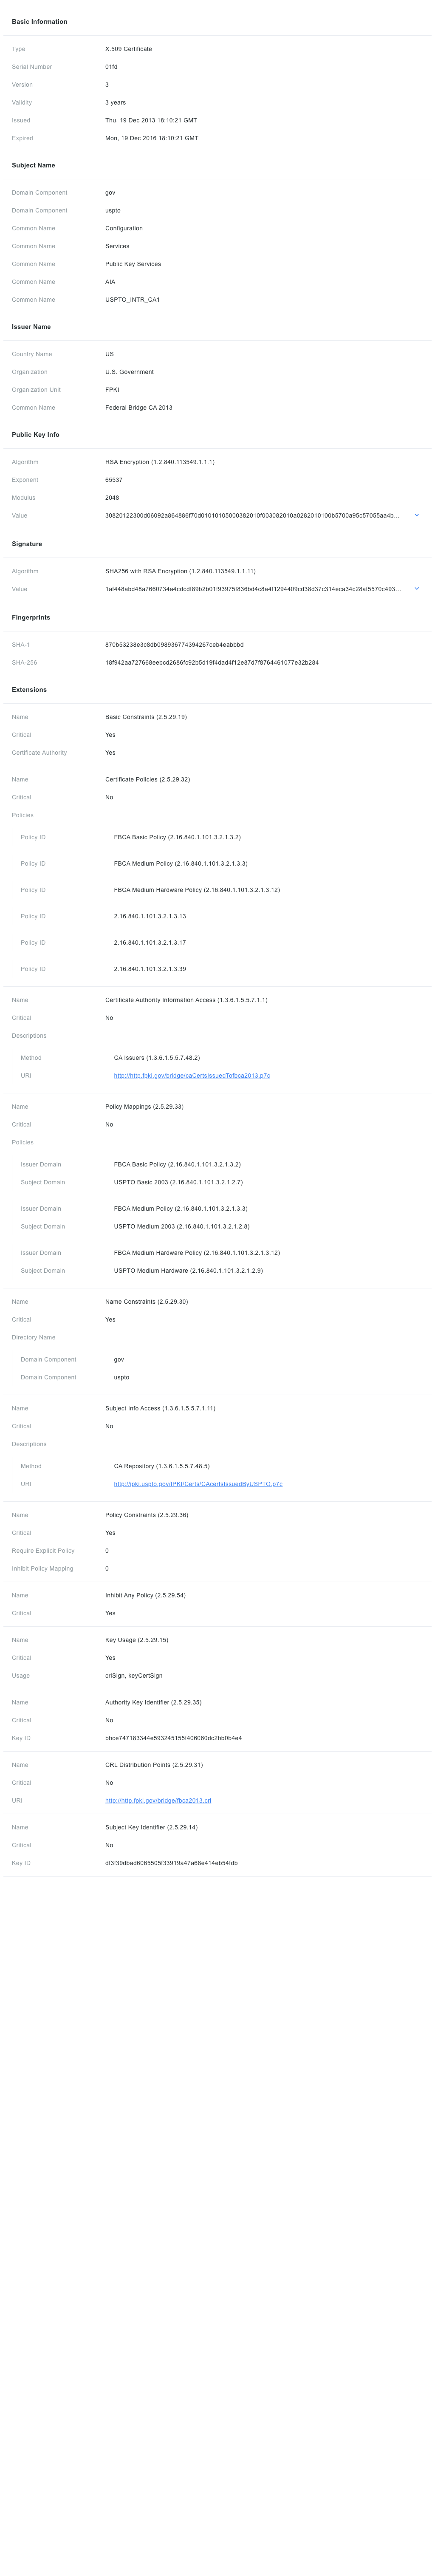 Basic Information
Type X.509 Certificate
Serial Number 01fd
Version 3
Validity 3 years
Issued Thu, 19 Dec 2013 18:10:21 GMT
Expired Mon, 19 Dec 2016 18:10:21 GMT
Subject Name
Domain Component gov
Domain Component uspto
Common Name Configuration
Common Name Services
Common Name Public Key Services
Common Name AIA
Common Name USPTO_INTR_CA1
Issuer Name
Country Name US
Organization U.S. Government
Organization Unit FPKI
Common Name Federal Bridge CA 2013
Public Key Info
Algorithm RSA Encryption (1.2.840.113549.1.1.1)
Exponent 65537
Modulus 2048
Value 30820122300d06092a864886f70d01010105000382010f003082010a0282010100b5700a95c57055aa4b...
Signature
Algorithm SHA256 with RSA Encryption (1.2.840.113549.1.1.11)
Value 1af448abd48a7660734a4cdcdf89b2b01f93975f836bd4c8a4f1294409cd38d37c314eca34c28af5570c493...
Fingerprints
SHA-1 870b53238e3c8db098936774394267ceb4eabbbd
SHA-256 18f942aa727668eebcd2686fc92b5d19f4dad4f12e87d7f8764461077e32b284
Extensions
Name Basic Constraints (2.5.29.19)
Critical Yes
Certificate Authority Yes
Name Certificate Policies (2.5.29.32)
Critical No
Policies
Policy ID FBCA Basic Policy (2.16.840.1.101.3.2.1.3.2)
Policy ID FBCA Medium Policy (2.16.840.1.101.3.2.1.3.3)
Policy ID FBCA Medium Hardware Policy (2.16.840.1.101.3.2.1.3.12)
Policy ID 2.16.840.1.101.3.2.1.3.13
Policy ID 2.16.840.1.101.3.2.1.3.17
Policy ID 2.16.840.1.101.3.2.1.3.39
Name Certificate Authority Information Access (1.3.6.1.5.5.7.1.1)
Critical No
Descriptions
Method CA Issuers (1.3.6.1.5.5.7.48.2)
URI http://http.fpki.gov/bridge/caCertsIssuedTofbca2013.p7c
Name Policy Mappings (2.5.29.33)
Critical No
Policies
Issuer Domain FBCA Basic Policy (2.16.840.1.101.3.2.1.3.2)
Subject Domain USPTO Basic 2003 (2.16.840.1.101.3.2.1.2.7)
Issuer Domain FBCA Medium Policy (2.16.840.1.101.3.2.1.3.3)
Subject Domain USPTO Medium 2003 (2.16.840.1.101.3.2.1.2.8)
Issuer Domain FBCA Medium Hardware Policy (2.16.840.1.101.3.2.1.3.12)
Subject Domain USPTO Medium Hardware (2.16.840.1.101.3.2.1.2.9)
Name Name Constraints (2.5.29.30)
Critical Yes
Directory Name
Domain Component gov
Domain Component uspto
Name Subject Info Access (1.3.6.1.5.5.7.1.11)
Critical No
Descriptions
Method CA Repository (1.3.6.1.5.5.7.48.5)
URI http://ipki.uspto.gov/IPKI/Certs/CAcertsIssuedByUSPTO.p7c
Name Policy Constraints (2.5.29.36)
Critical Yes
Require Explicit Policy 0
Inhibit Policy Mapping 0
Name Inhibit Any Policy (2.5.29.54)
Critical Yes
Name Key Usage (2.5.29.15)
Critical Yes
Usage crlSign, keyCertSign
Name Authority Key Identifier (2.5.29.35)
Critical No
Key ID bbce747183344e593245155f406060dc2bb0b4e4
Name CRL Distribution Points (2.5.29.31)
Critical No
URI http://http.fpki.gov/bridge/fbca2013.crl
Name Subject Key Identifier (2.5.29.14)
Critical No
Key ID df3f39dbad6065505f33919a47a68e414eb54fdb